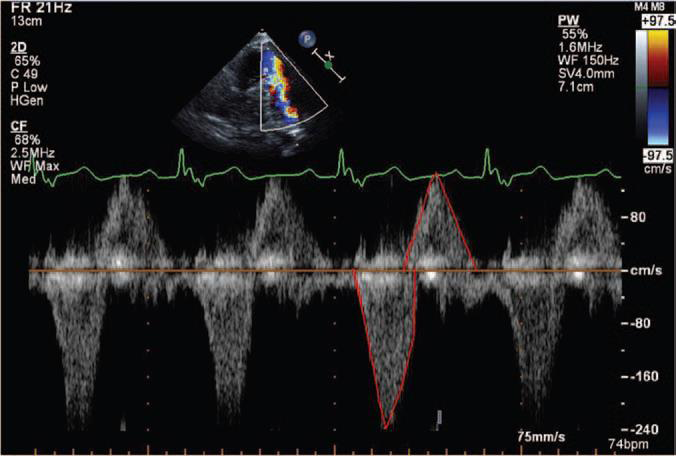 FR 21Hz
13cm
2D
65%
C 49
P Low
HGen
CF
68%
2.5MHz
WF Max
Med
P
X
PW
55%
1.6MHz
WF 150Hz
SV4.0mm
7.1cm
M4 M8
+97.5
-97.5
cm/s
80
cm/s
-80
-160
-240
75mm/s
74bpm